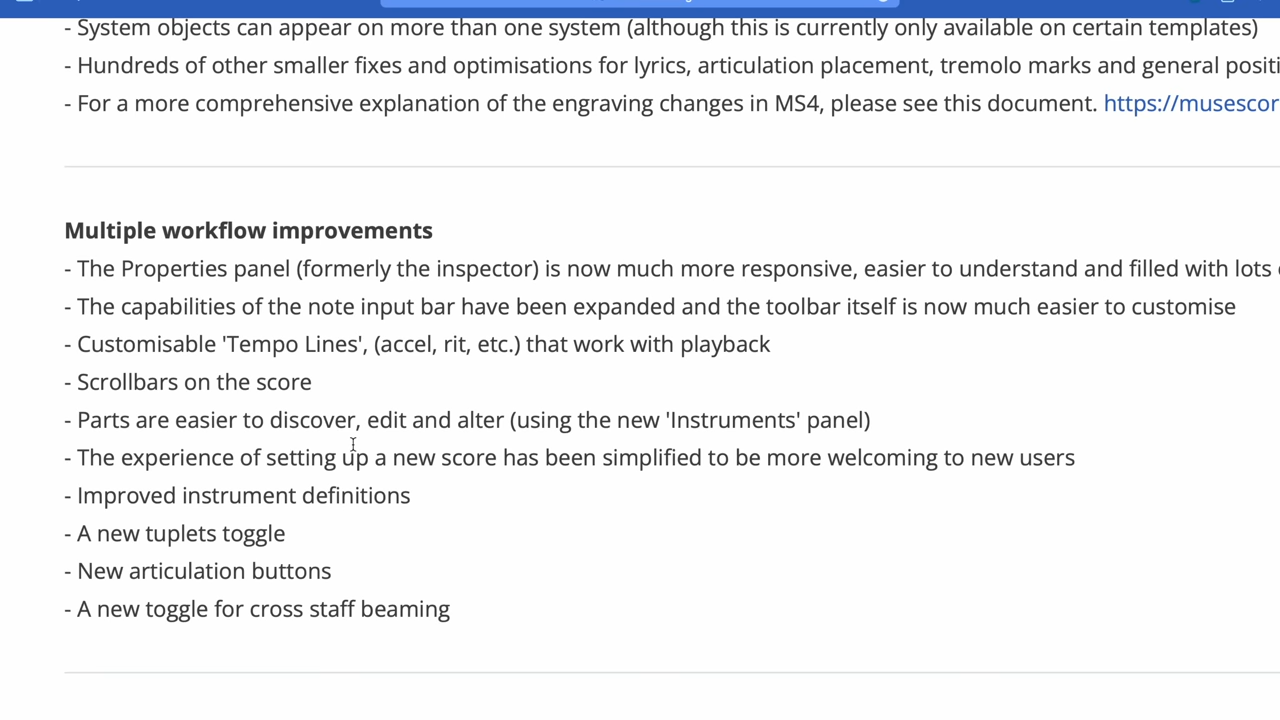 - System objects can appear on more than one system (although this is currently only available on certain templates)
- Hundreds of other smaller fixes and optimisations for lyrics, articulation placement, tremolo marks and general positi
- For a more comprehensive explanation of the engraving changes in MS4, please see this document. https://musescor
Multiple workflow improvements
- The Properties panel (formerly the inspector) is now much more responsive, easier to understand and filled with lots
- The capabilities of the note input bar have been expanded and the toolbar itself is now much easier to customise
- Customisable 'Tempo Lines', (accel, rit, etc.) that work with playback
- Scrollbars on the score
- Parts are easier to discover, edit and alter (using the new 'Instruments' panel)
- The experience of setting up a new score has been simplified to be more welcoming to new users
- Improved instrument definitions
- A new tuplets toggle
- New articulation buttons
- A new toggle for cross staff beaming